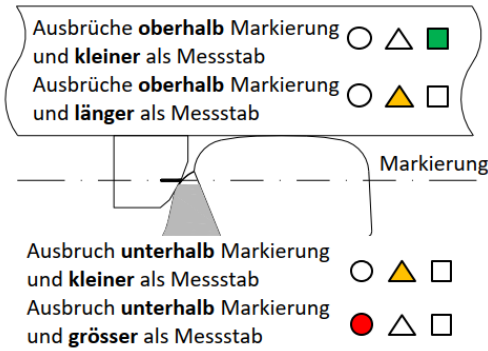 Ausbrüche oberhalb Markierung
und kleiner als Messstab
Ausbrüche oberhalb Markierung
und länger als Messstab
Markierung
Ausbruch unterhalb Markierung
und kleiner als Messstab
Ausbruch unterhalb Markierung
und grösser als Messstab